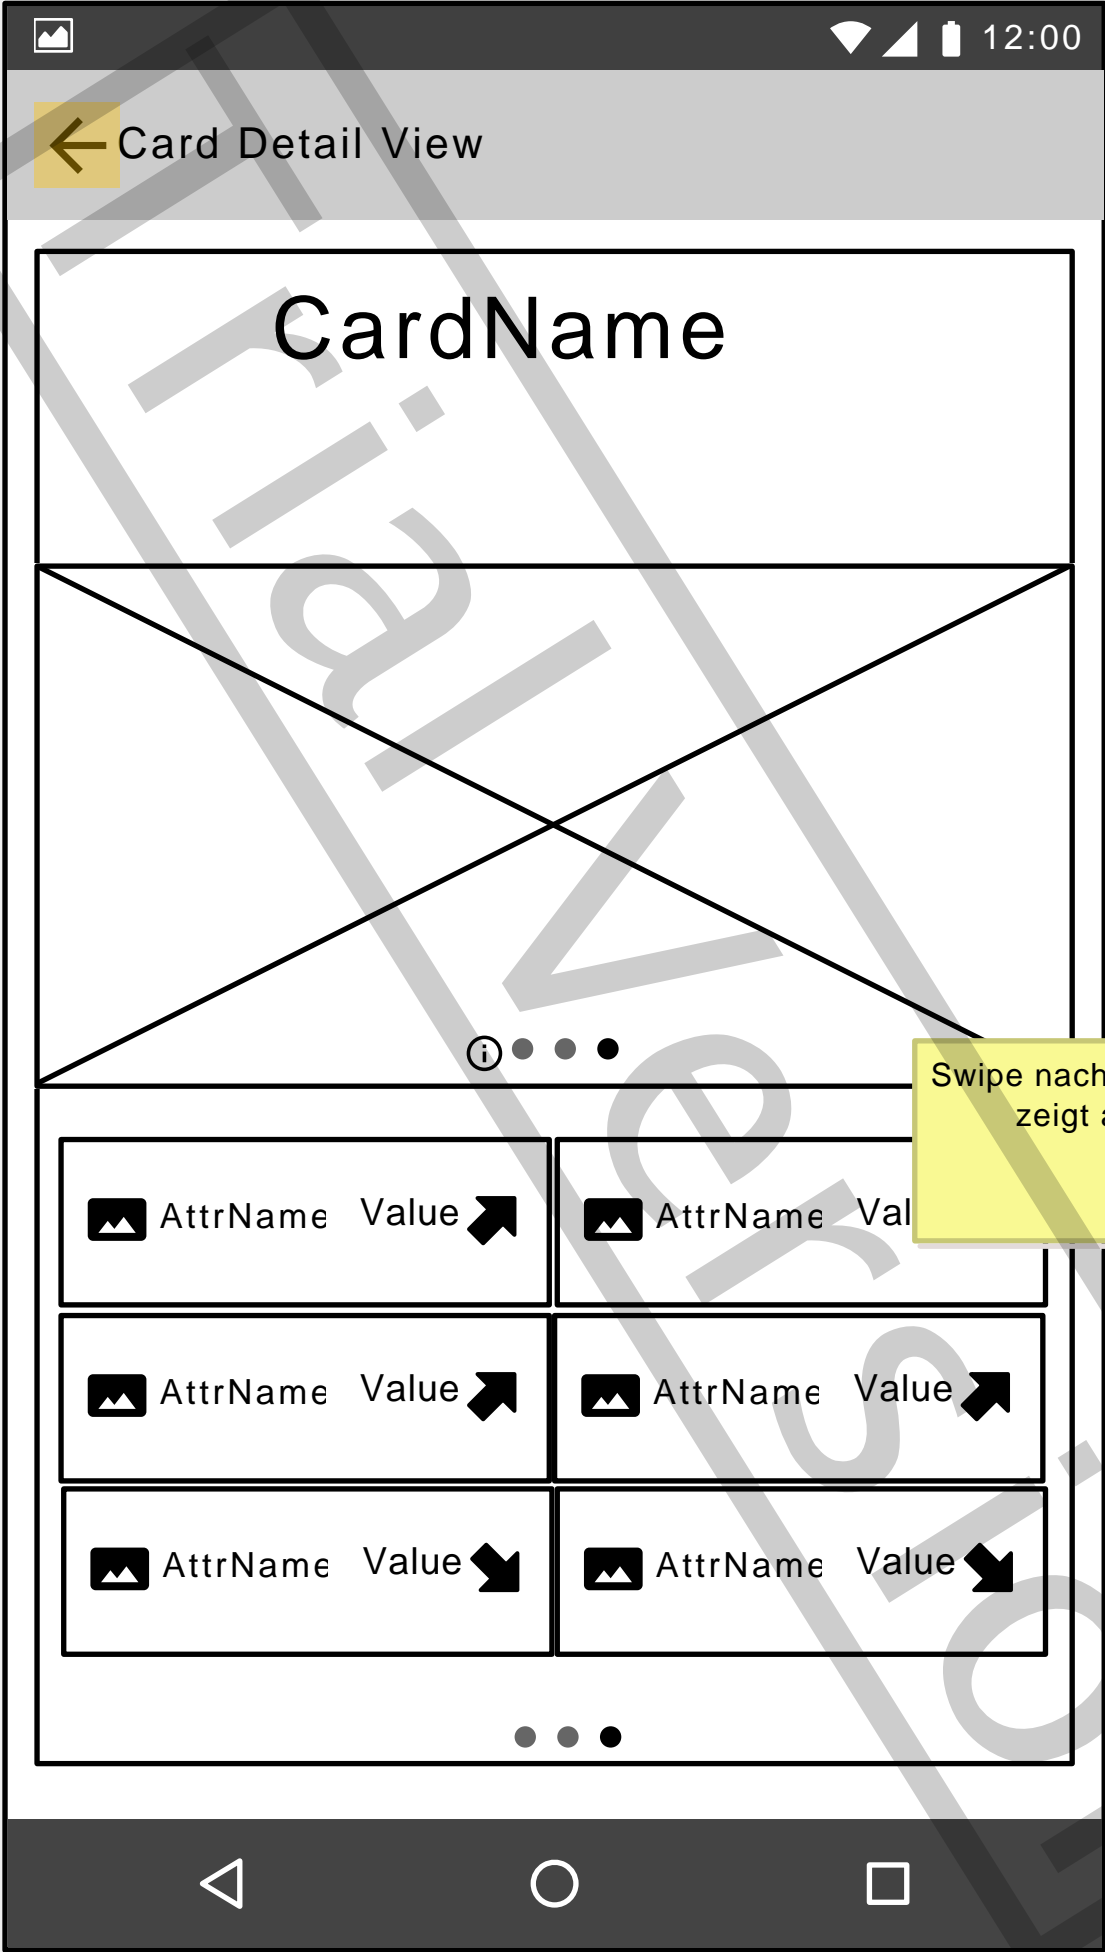 12:00
Card Detail View
CardName
Swipe nach
zeigt
AttrName Value AttrName Val
AttrName Value AttrName Value
AttrName Value AttrName Value
Trial Versio